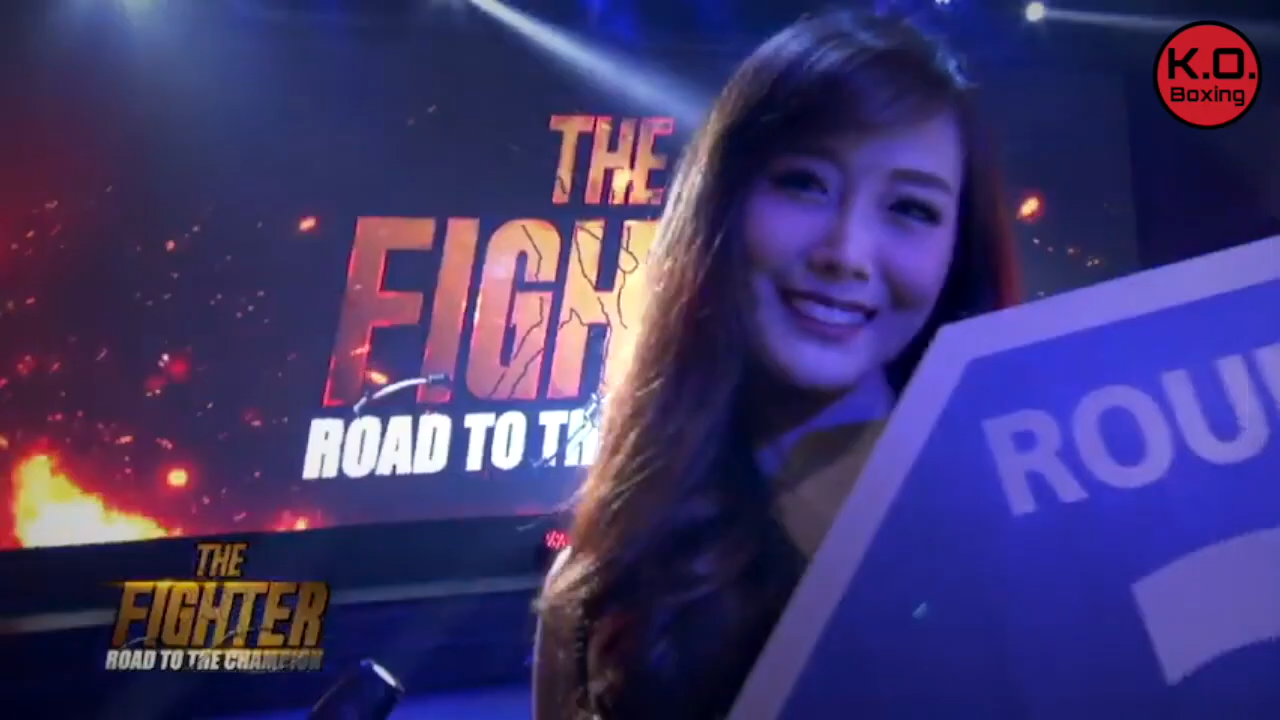 K.O.
Boxing
THE
FIGH
ROAD TO TH
ROU
THE
FIGHTER
ROAD TO THE CHAMPION